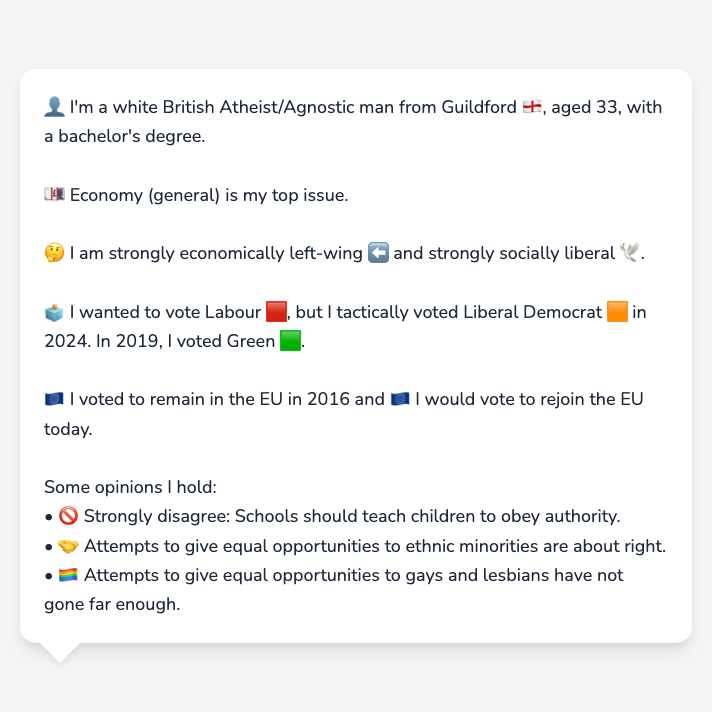 👤 I'm a white British Atheist/Agnostic man from Guildford 🏴󠁧󠁢󠁥󠁮󠁧󠁿, aged 33, with
a bachelor's degree.
💷 Economy (general) is my top issue.
🤔 I am strongly economically left-wing ⬅️ and strongly socially liberal 🕊️.
🗳️ I wanted to vote Labour 🟥, but I tactically voted Liberal Democrat 🟧 in
2024. In 2019, I voted Green 🟩.
🇪🇺 I voted to remain in the EU in 2016 and 🇪🇺 I would vote to rejoin the EU
today.
Some opinions I hold:
• 🚫 Strongly disagree: Schools should teach children to obey authority.
• 🤝 Attempts to give equal opportunities to ethnic minorities are about right.
• 🏳️‍🌈 Attempts to give equal opportunities to gays and lesbians have not
gone far enough.